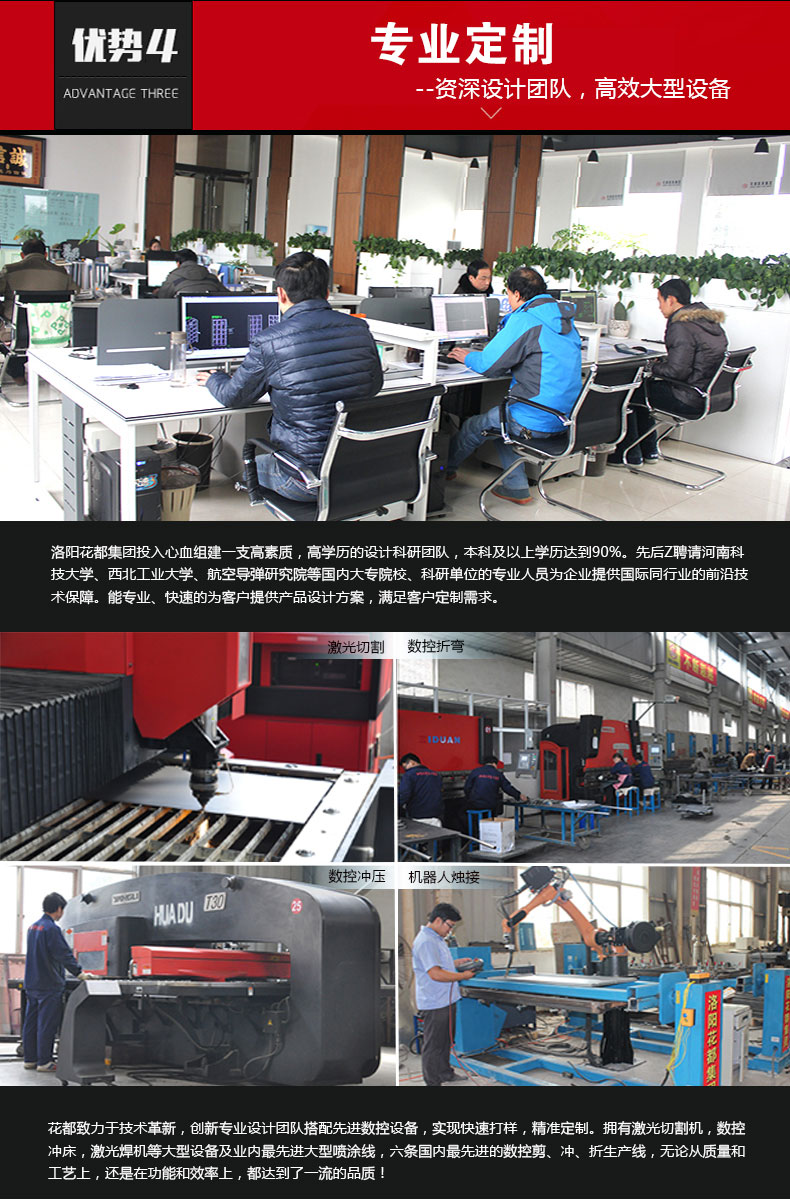 优势4
ADVANTAGE THREE
专业定制
--资深设计团队，高效大型设备
洛阳花都集团投入心血组建一支高素质，高学历的设计科研团队，本科及以上学历达到90%。先后Z聘请河南科
技大学、西北工业大学、航空导弹研究院等国内大专院校、科研单位的专业人员为企业提供国际同行业的前沿技
术保障。能专业、快速的为客户提供产品设计方案，满足客户定制需求。
激光切割
数控折弯
数控冲压
HUA DU
T30
25
机器人烛接
洛阳花都集
花都致力于技术革新，创新专业设计团队搭配先进数控设备，实现快速打样，精准定制。拥有激光切割机，数控
冲床，激光焊机等大型设备及业内最先进大型喷涂线，六条国内最先进的数控剪、冲、折生产线，无论从质量和
工艺上，还是在功能和效率上，都达到了一流的品质！